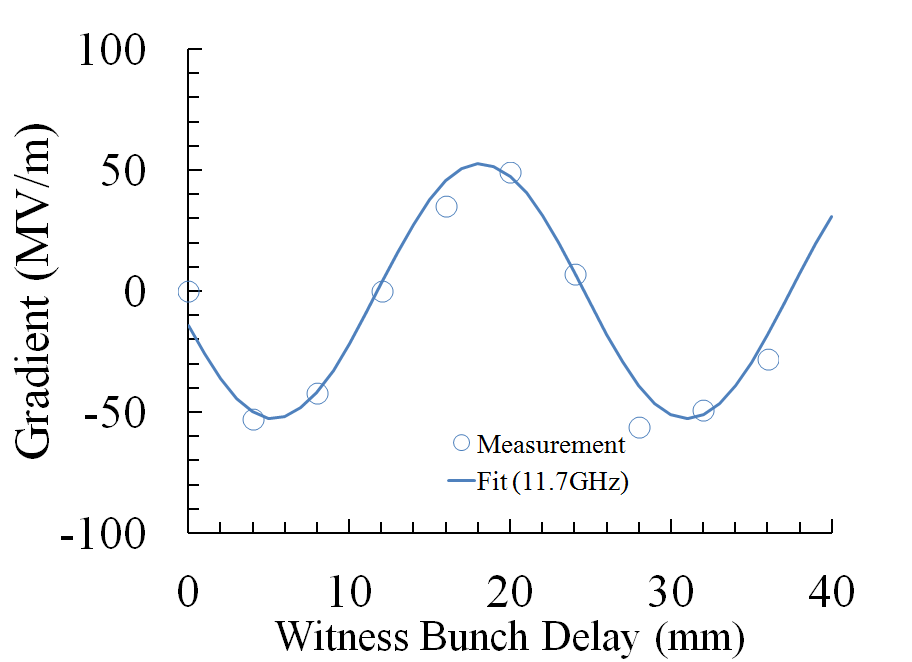 100
50
0
-50
-100
Gradient (MV/m)
Measurement
Fit (11.7GHz)
0 10 20 30 40
Witness Bunch Delay (mm)